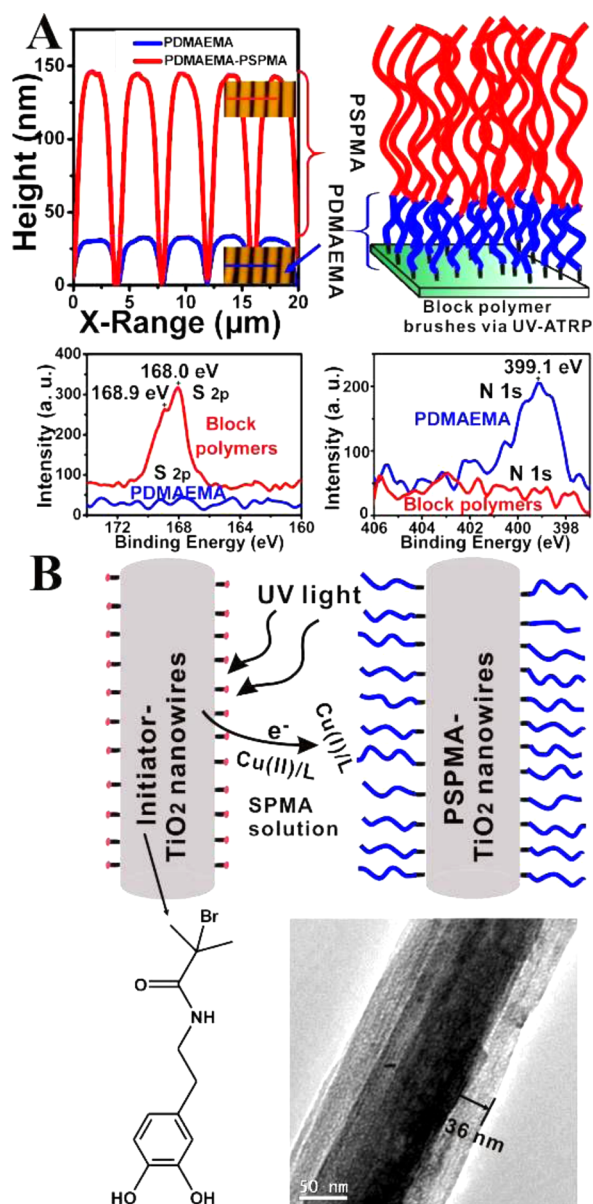 A
PDMAEMA
PDMAEMA-PSPMA
Height (nm)
150
100
50
0
0
5
10
15
20
X-Range (μm)
PSPMA
PDMAEMA
Block polymer
brushes via UV-ATRP
Intensity (a. u.)
400
300
200
100
0
168.0 eV
168.9 eV
S 2p
Block
polymers
S 2p
PDMAEMA
172
168
164
160
Binding Energy (eV)
Intensity (a. u.)
200
100
0
399.1 eV
N 1s
PDMAEMA
N 1s
Block polymers
406
404
402
400
398
Binding Energy (eV)
B
Initiator-
TiO2 nanowires
UV light
e-
Cu(II)/L
Cu(I)/L
SPMA
solution
PSPMA-
TiO2 nanowires
Br
O
NH
HO
OH
36 nm
50 nm